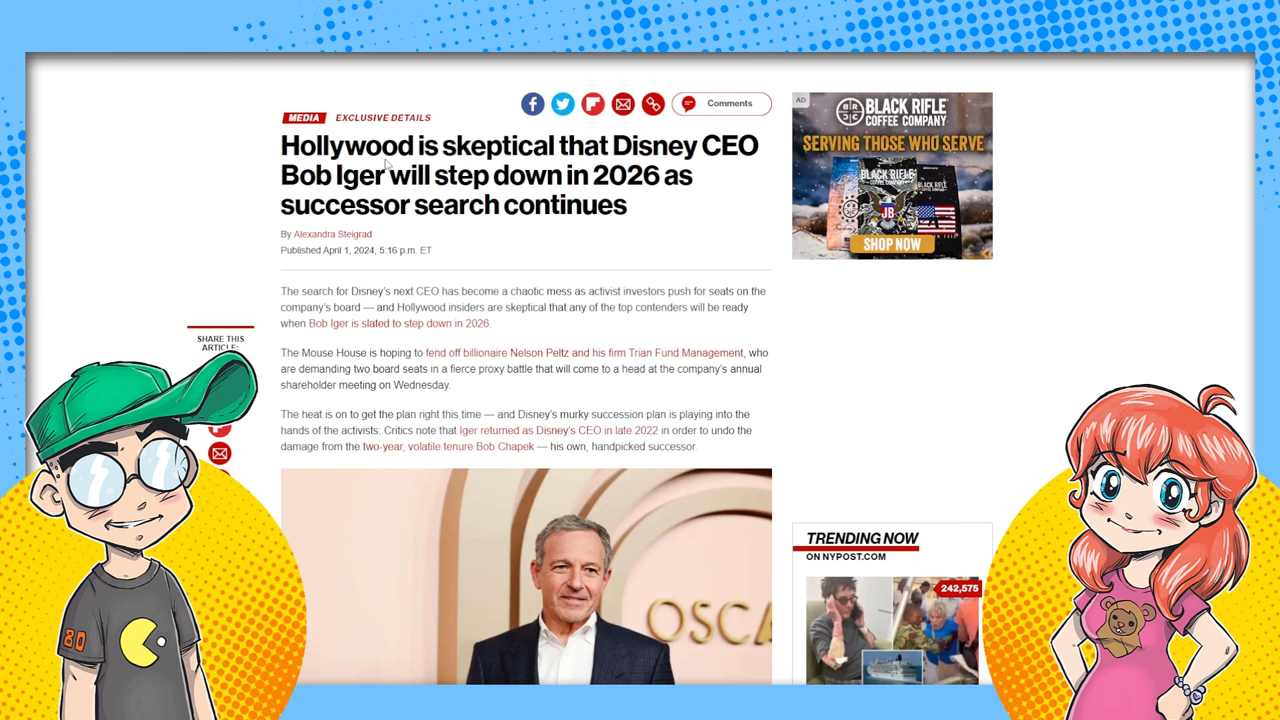 Comments
MEDIA EXCLUSIVE DETAILS
Hollywood is skeptical that Disney CEO
Bob Iger will step down in 2026 as
successor search continues
By Alexandra Steigrad
Published April 1, 2024, 5:16 p.m. ET
The search for Disney's next CEO has become a chaotic mess as activist investors push for seats on the
company's board — and Hollywood insiders are skeptical that any of the top contenders will be ready
when Bob Iger is slated to step down in 2026.
The Mouse House is hoping to fend off billionaire Nelson Peltz and his firm Trian Fund Management, who
are demanding two board seats in a fierce proxy battle that will come to a head at the company's annual
shareholder meeting on Wednesday.
The heat is on to get the plan right this time — and Disney's murky succession plan is playing into the
hands of the activists: Critics note that Iger returned as Disney's CEO in late 2022 in order to undo the
damage from the two-year, volatile tenure Bob Chapek — his own, handpicked successor.
SHARE THIS
ARTICLE:
OSCA
AD
BR
CC
BLACK RIFLE
COFFEE COMPANY
SERVING THOSE WHO SERVE
BLACK RIFLE
JB
SHOP NOW
TRENDING NOW
ON NYPOST.COM
242,575
80